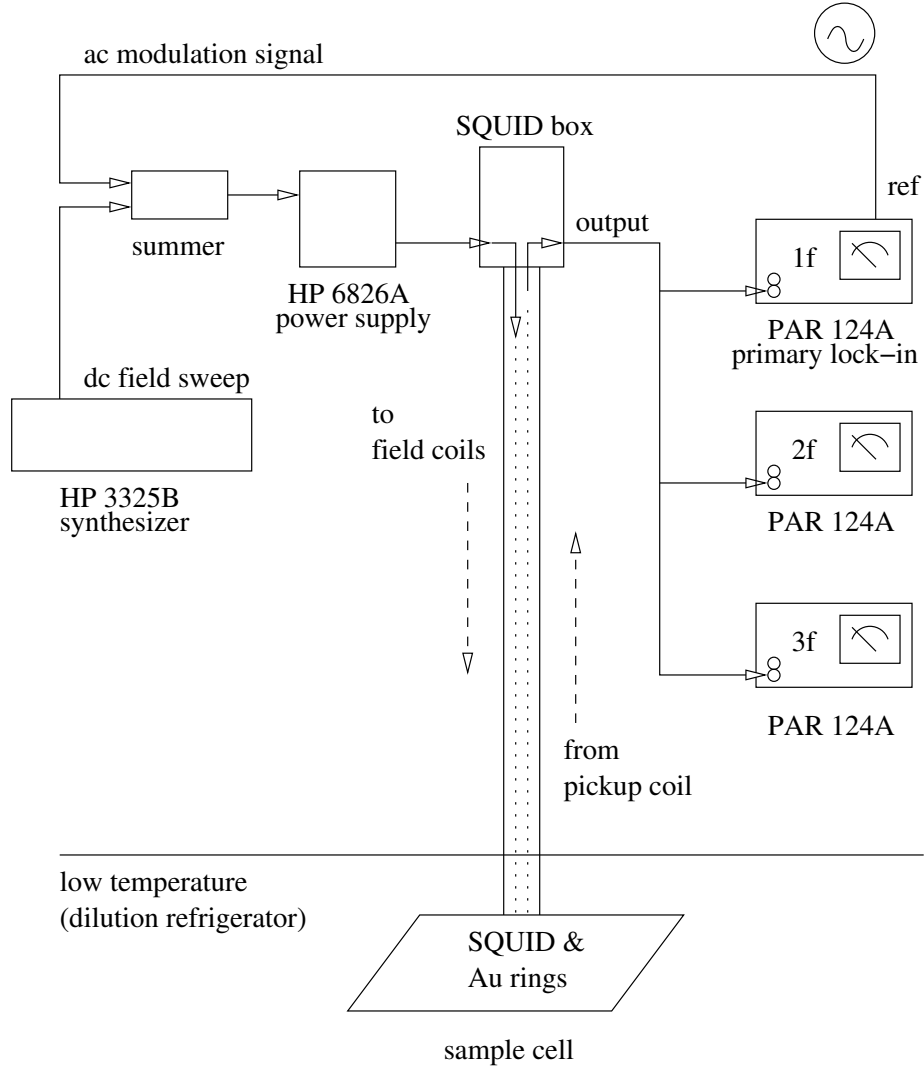 ac modulation signal
SQUID box
ref
output
summer
1f
HP 6826A
power supply
PAR 124A
primary lock−in
dc field sweep
to
field coils
2f
HP 3325B
synthesizer
PAR 124A
3f
PAR 124A
from
pickup coil
low temperature
(dilution refrigerator)
SQUID &
Au rings
sample cell